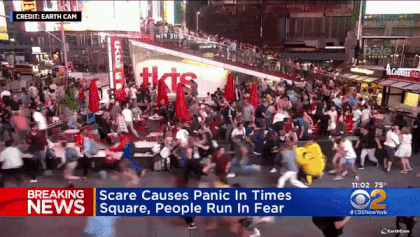 CREDIT: EARTH CAM
tkts
BREAKING
NEWS
Scare Causes Panic In Times
Square, People Run In Fear
11:02 75°
CBS 2
EarthCam